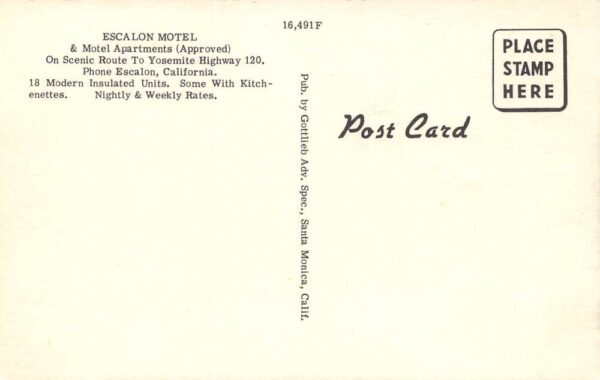 16,491F
ESCALON MOTEL
& Motel Apartments (Approved)
On Scenic Route To Yosemite Highway 120.
Phone Escalon, California.
18 Modern Insulated Units. Some With Kitch-
enettes. Nightly & Weekly Rates.
Pub. by Gottlieb Adv. Spec., Santa Monica, Calif.
Post Card
PLACE
STAMP
HERE